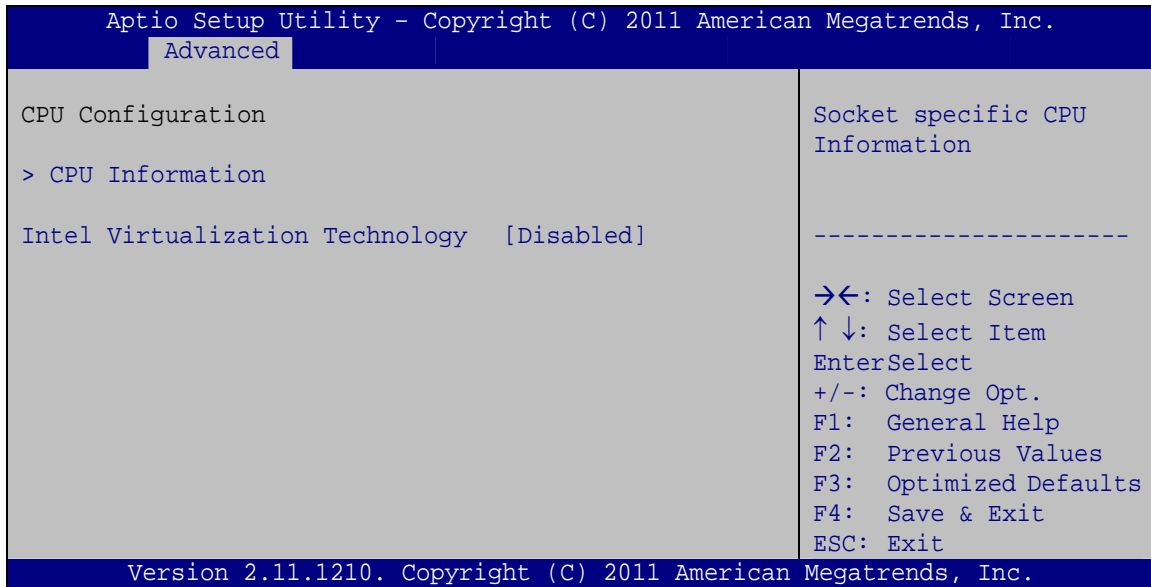 Aptio Setup Utility – Copyright (C) 2011 American Megatrends, Inc.
Advanced
CPU Configuration
> CPU Information
Intel Virtualization Technology [Disabled]
Socket specific CPU
Information
----------------------
→←: Select Screen
↑ ↓: Select Item
EnterSelect
+/-: Change Opt.
F1: General Help
F2: Previous Values
F3: Optimized Defaults
F4: Save & Exit
ESC: Exit
Version 2.11.1210. Copyright (C) 2011 American Megatrends, Inc.